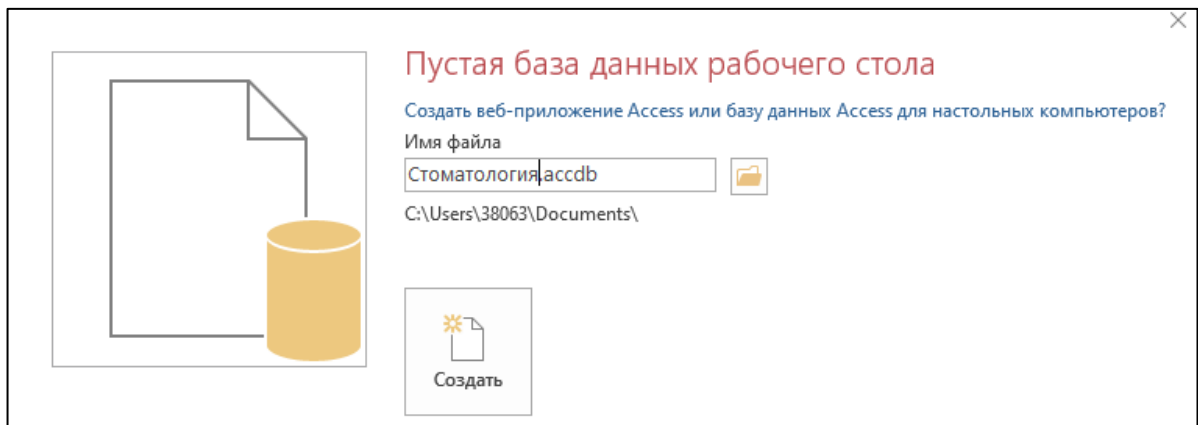 Пустая база данных рабочего стола
Создать веб-приложение Access или базу данных Access для настольных компьютеров?
Имя файла
Стоматология.accdb
C:\Users\38063\Documents\
Создать